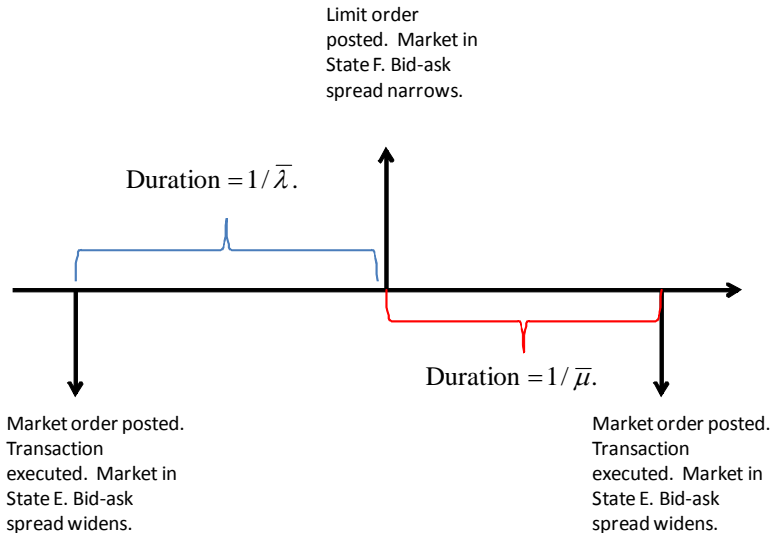 Limit order
posted. Market in
State F. Bid-ask
spread narrows.
Duration = 1/ λ̅.
Duration = 1/ μ̅.
Market order posted.
Transaction
executed. Market in
State E. Bid-ask
spread widens.
Market order posted.
Transaction
executed. Market in
State E. Bid-ask
spread widens.